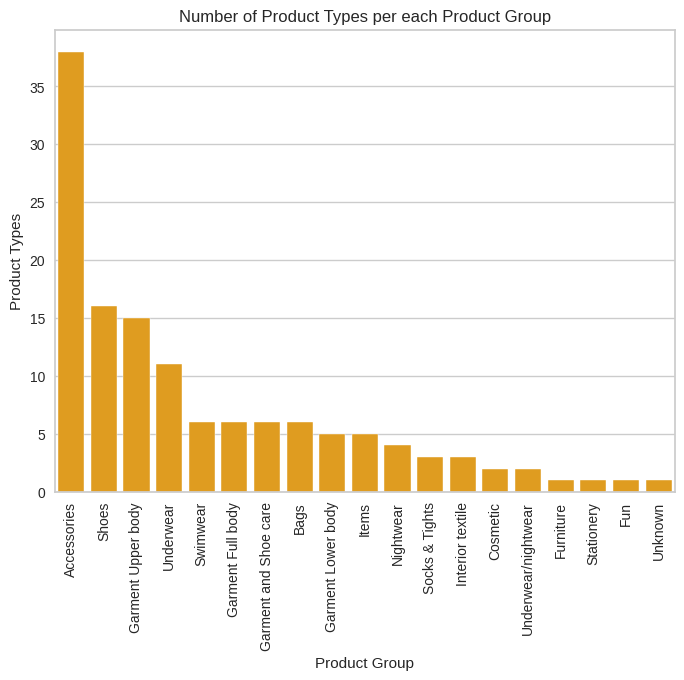 Number of Product Types per each Product Group
Product Types
35
30
25
20
15
10
5
0
Accessories
Shoes
Garment Upper body
Underwear
Swimwear
Garment Full body
Garment and Shoe care
Bags
Garment Lower body
Items
Nightwear
Socks & Tights
Interior textile
Cosmetic
Underwear/nightwear
Furniture
Stationery
Fun
Unknown
Product Group